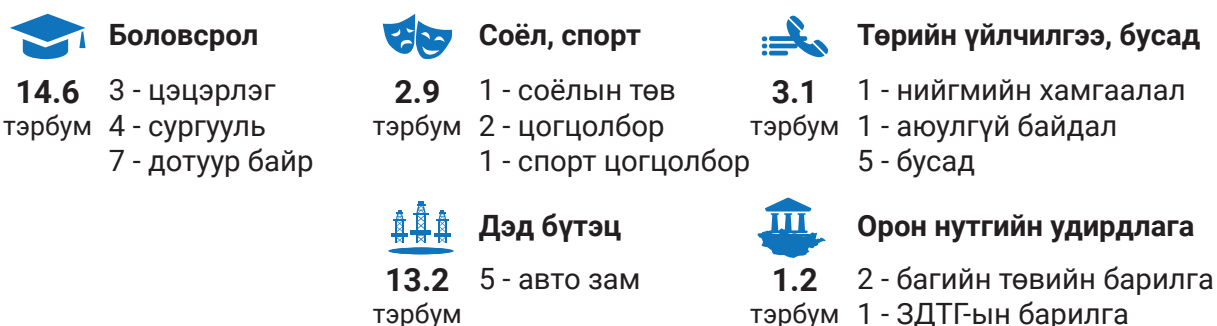 Боловсрол
14.6 тэрбум
3 - цэцэрлэг
4 - сургууль
7 - дотуур байр
Соёл, спорт
2.9 тэрбум
1 - соёлын төв
2 - цогцолбор
1 - спорт цогцолбор
Төрийн үйлчилгээ, бусад
3.1 тэрбум
1 - нийгмийн хамгаалал
1 - аюулгүй байдал
5 - бусад
Дэд бүтэц
13.2 тэрбум
5 - авто зам
Орон нутгийн удирдлага
1.2 тэрбум
2 - багийн төвийн барилга
1 - ЗДТГ-ын барилга